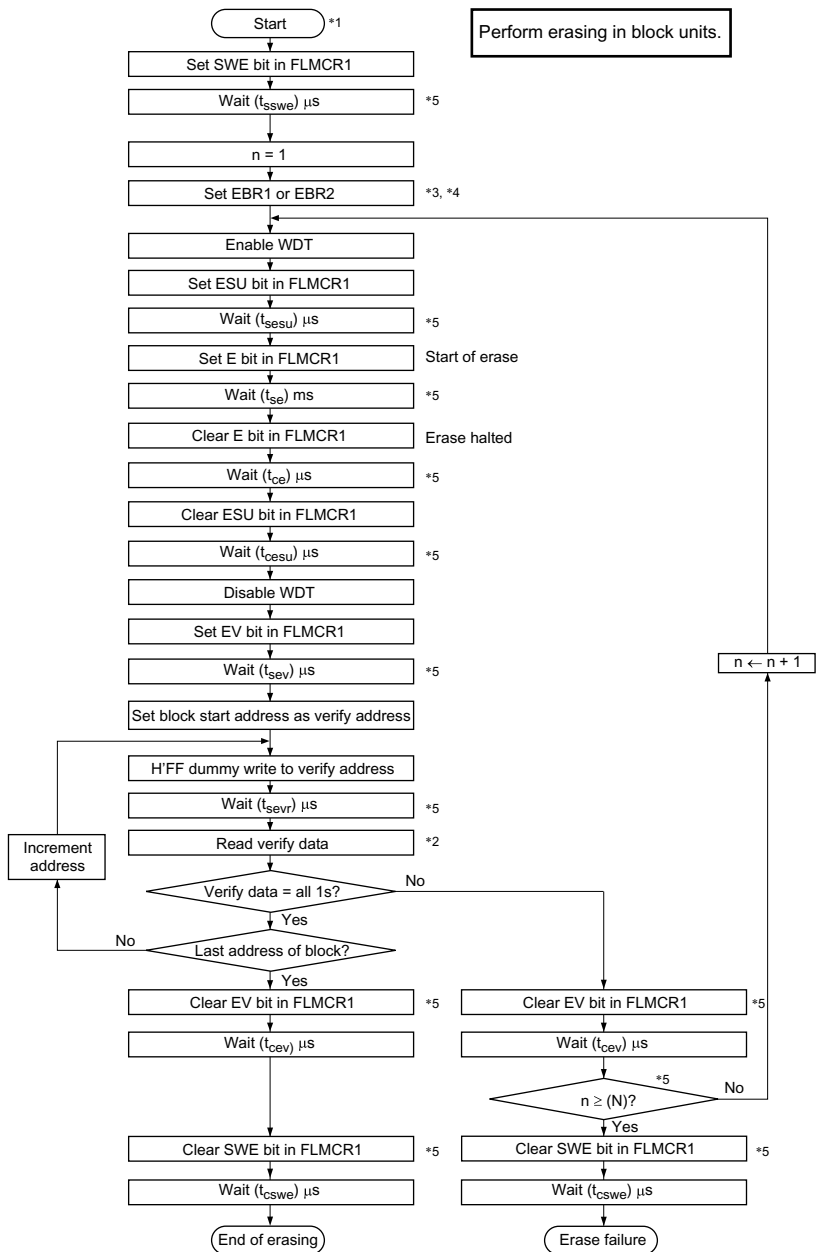 Start *1
Perform erasing in block units.
Set SWE bit in FLMCR1
Wait (tsswe) μs *5
n = 1
Set EBR1 or EBR2 *3, *4
Enable WDT
Set ESU bit in FLMCR1
Wait (tsesu) μs *5
Set E bit in FLMCR1 Start of erase
Wait (tse) ms *5
Clear E bit in FLMCR1 Erase halted
Wait (tce) μs *5
Clear ESU bit in FLMCR1
Wait (tcesu) μs *5
Disable WDT
Set EV bit in FLMCR1
n ← n + 1
Wait (tsev) μs *5
Set block start address as verify address
H'FF dummy write to verify address
Wait (tsevr) μs *5
Increment
address
Read verify data *2
Verify data = all 1s? No
Yes
No Last address of block?
Yes
Clear EV bit in FLMCR1 *5
Wait (tcev) μs
Clear SWE bit in FLMCR1 *5
Wait (tcswe) μs
End of erasing
Clear EV bit in FLMCR1 *5
Wait (tcev) μs
*5
n ≥ (N)? No
Yes
Clear SWE bit in FLMCR1 *5
Wait (tcswe) μs
Erase failure